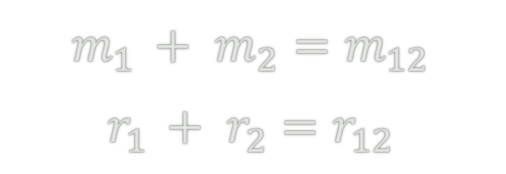 m₁ + m₂ = m₁₂
r₁ + r₂ = r₁₂